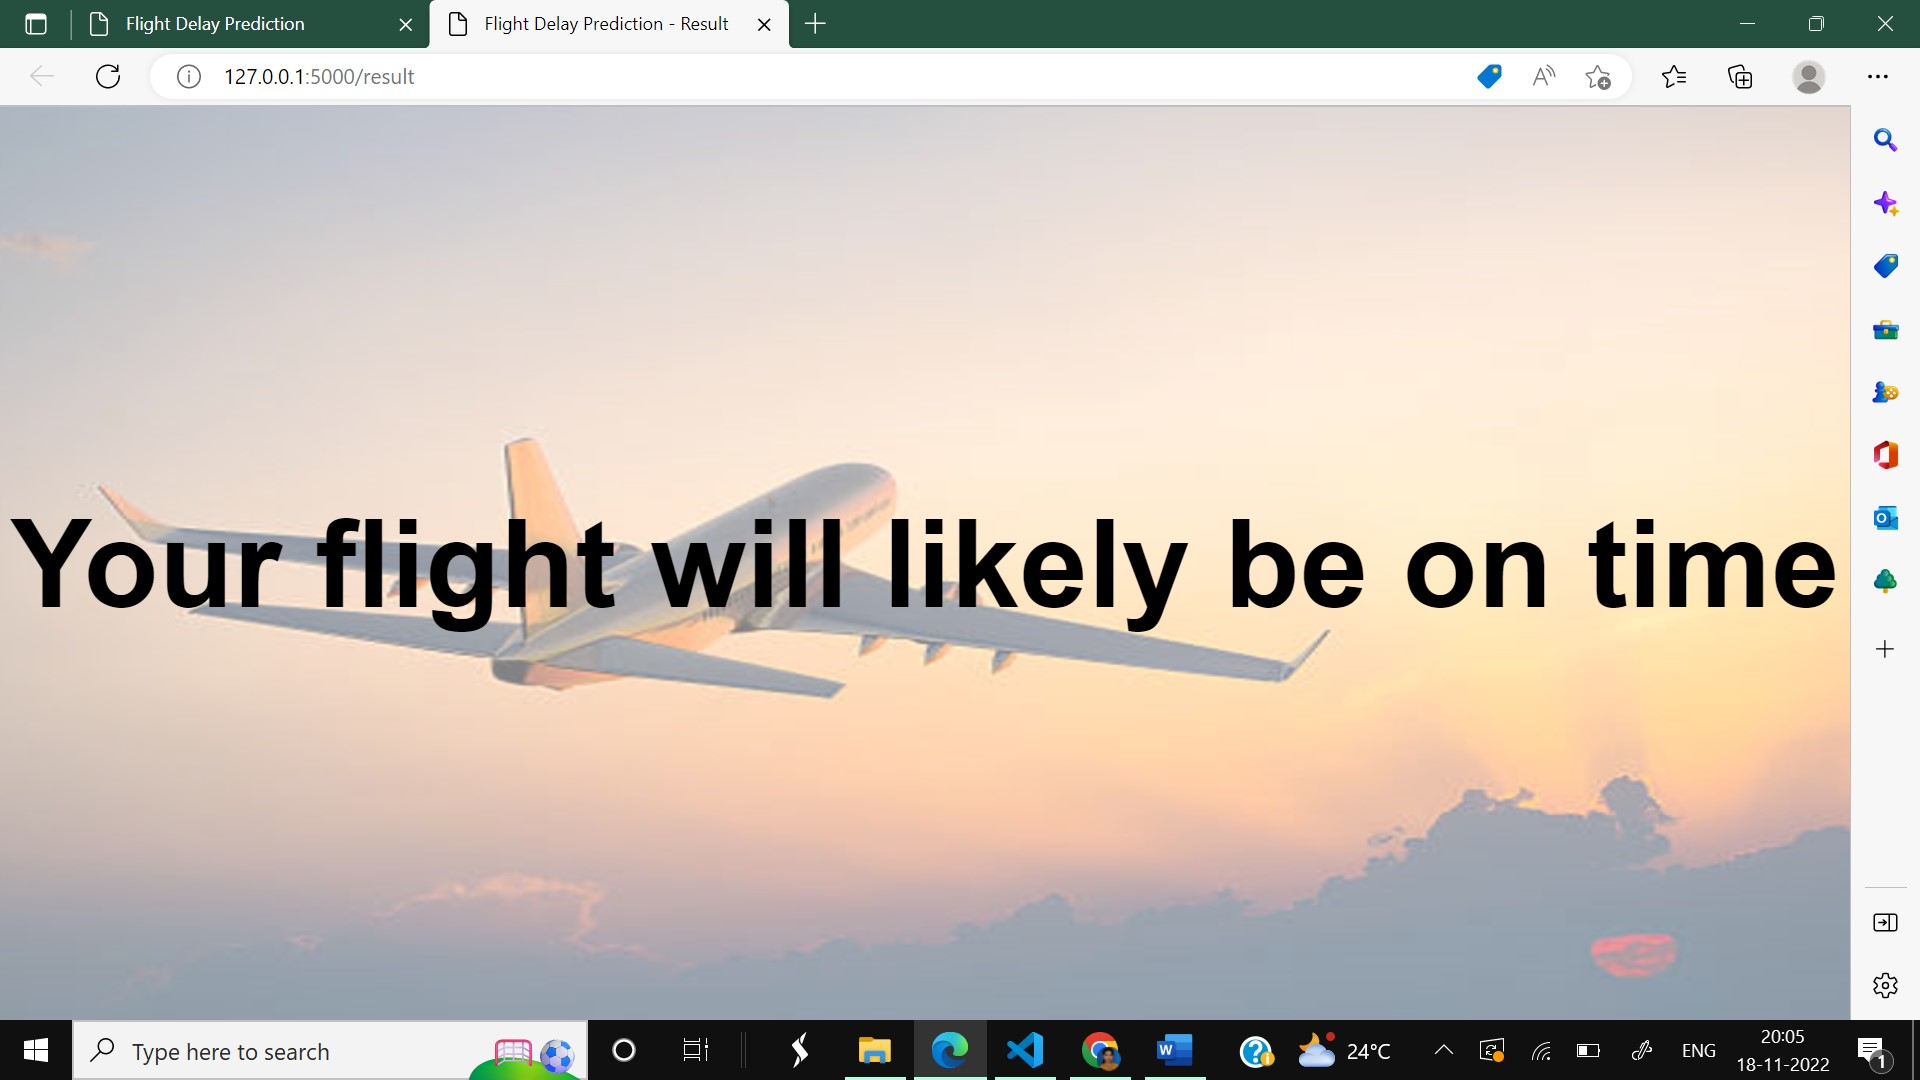 Flight Delay Prediction
Flight Delay Prediction - Result
127.0.0.1:5000/result
Your flight will likely be on time
Type here to search
24°C
ENG
20:05
18-11-2022
1